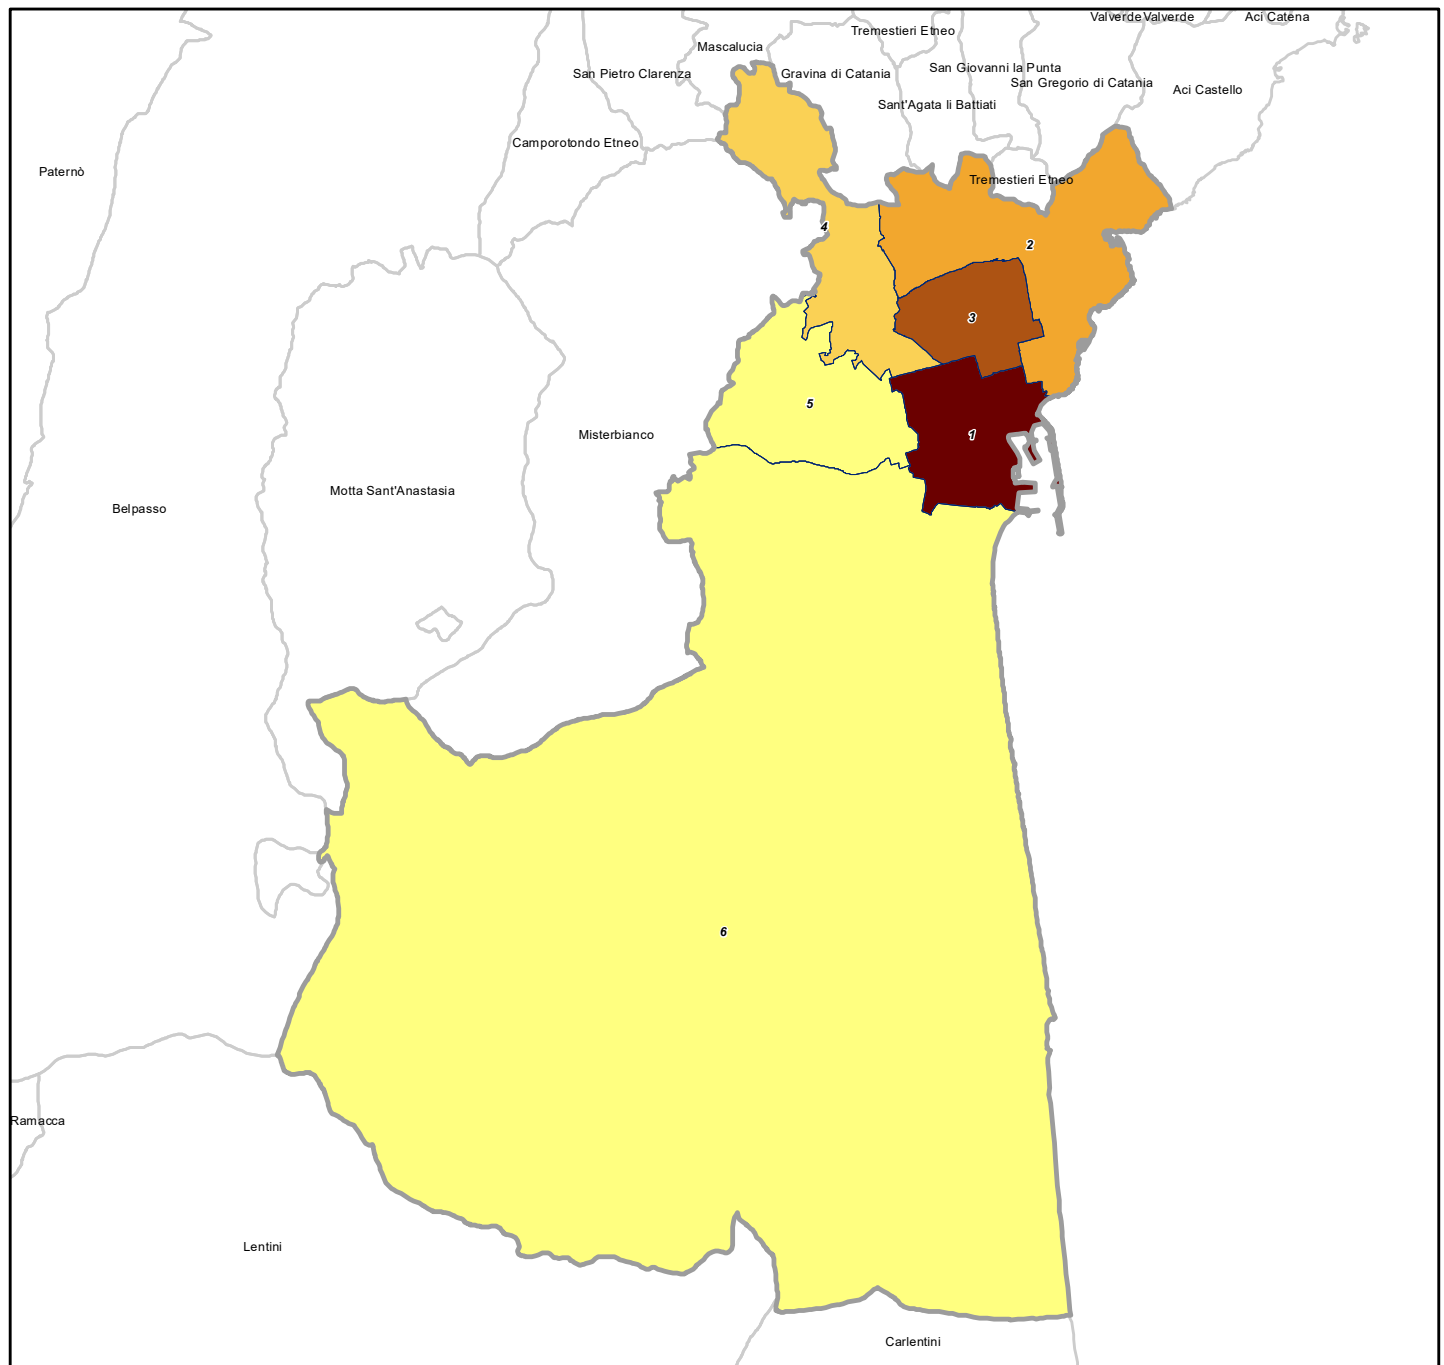 Valverde Valverde
Aci Catena
Tremestieri Etneo
Mascalucia
San Pietro Clarenza
Gravina di Catania
San Giovanni la Punta
San Gregorio di Catania
Aci Castello
Sant'Agata li Battiati
Camporotondo Etneo
Paternò
Tremestieri Etneo
4
2
3
5
Misterbianco
1
Motta Sant'Anastasia
Belpasso
6
Ramacca
Lentini
Carlentini